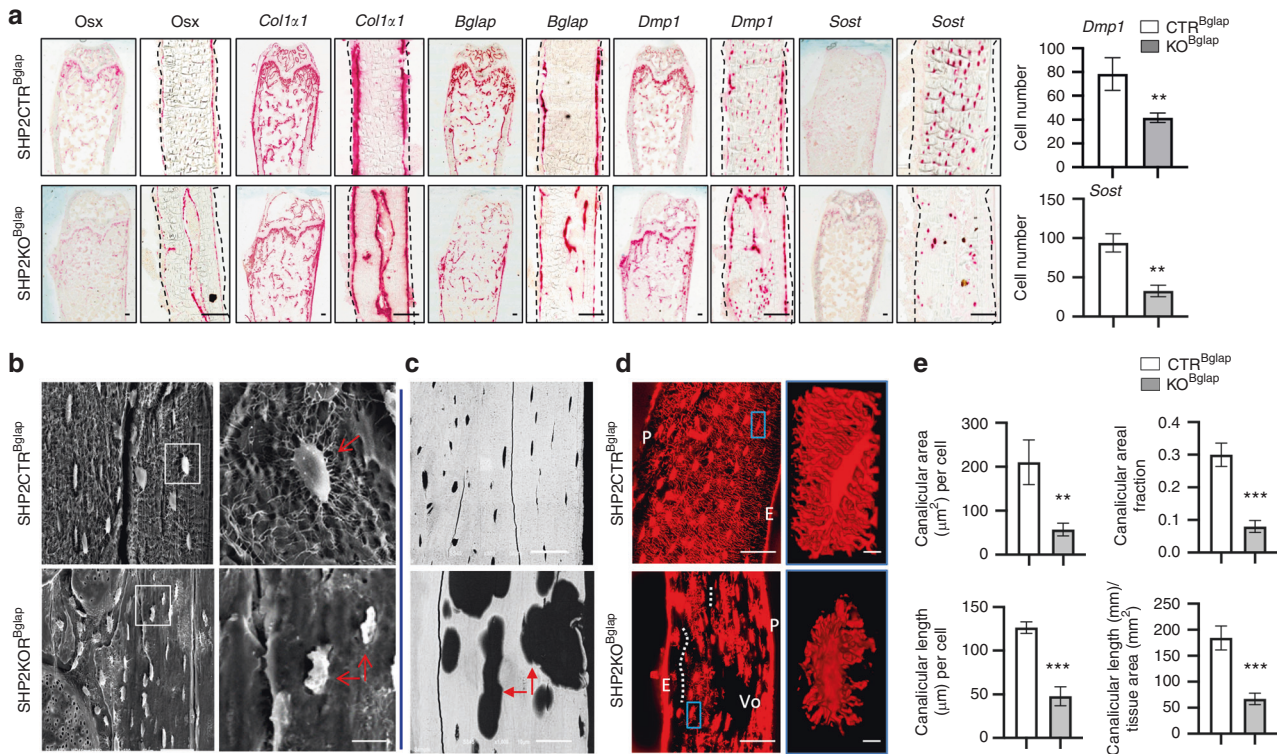 a
Osx Osx Col1α1 Col1α1 Bglap Bglap Dmp1 Dmp1 Sost Sost
SHP2CTR^Bglap
SHP2KO^Bglap
Dmp1
CTR^Bglap
KO^Bglap
Cell number
100
80
60
40
20
0
**
Sost
Cell number
150
100
50
0
**
b
SHP2CTR^Bglap
SHP2KOR^Bglap
c
d
SHP2CTR^Bglap
P
E
SHP2KO^Bglap
E
P
Vo
e
CTR^Bglap
KO^Bglap
Canalicular area
(µm²) per cell
300
200
100
0
**
Canalicular areal
fraction
0.4
0.3
0.2
0.1
0.0
***
Canalicular length
(µm) per cell
150
100
50
0
***
Canalicular length (mm)/
tissue area (mm²)
250
200
150
100
50
0
***